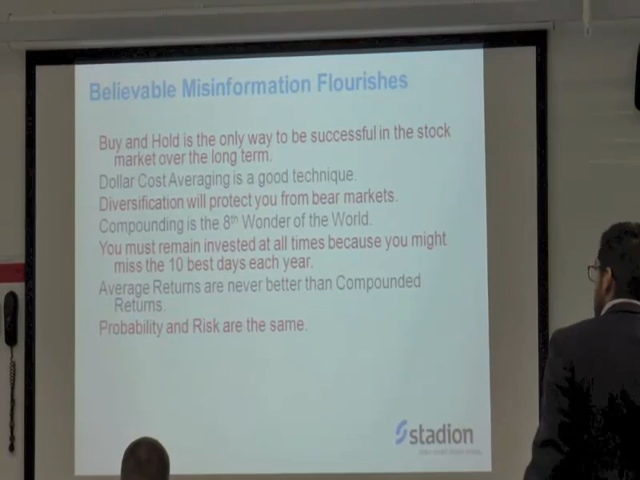 Believable Misinformation Flourishes
Buy and Hold is the only way to be successful in the stock
market over the long term.
Dollar Cost Averaging is a good technique.
Diversification will protect you from bear markets.
Compounding is the 8th Wonder of the World.
You must remain invested at all times because you might
miss the 10 best days each year.
Average Returns are never better than Compounded
Returns.
Probability and Risk are the same.
stadion